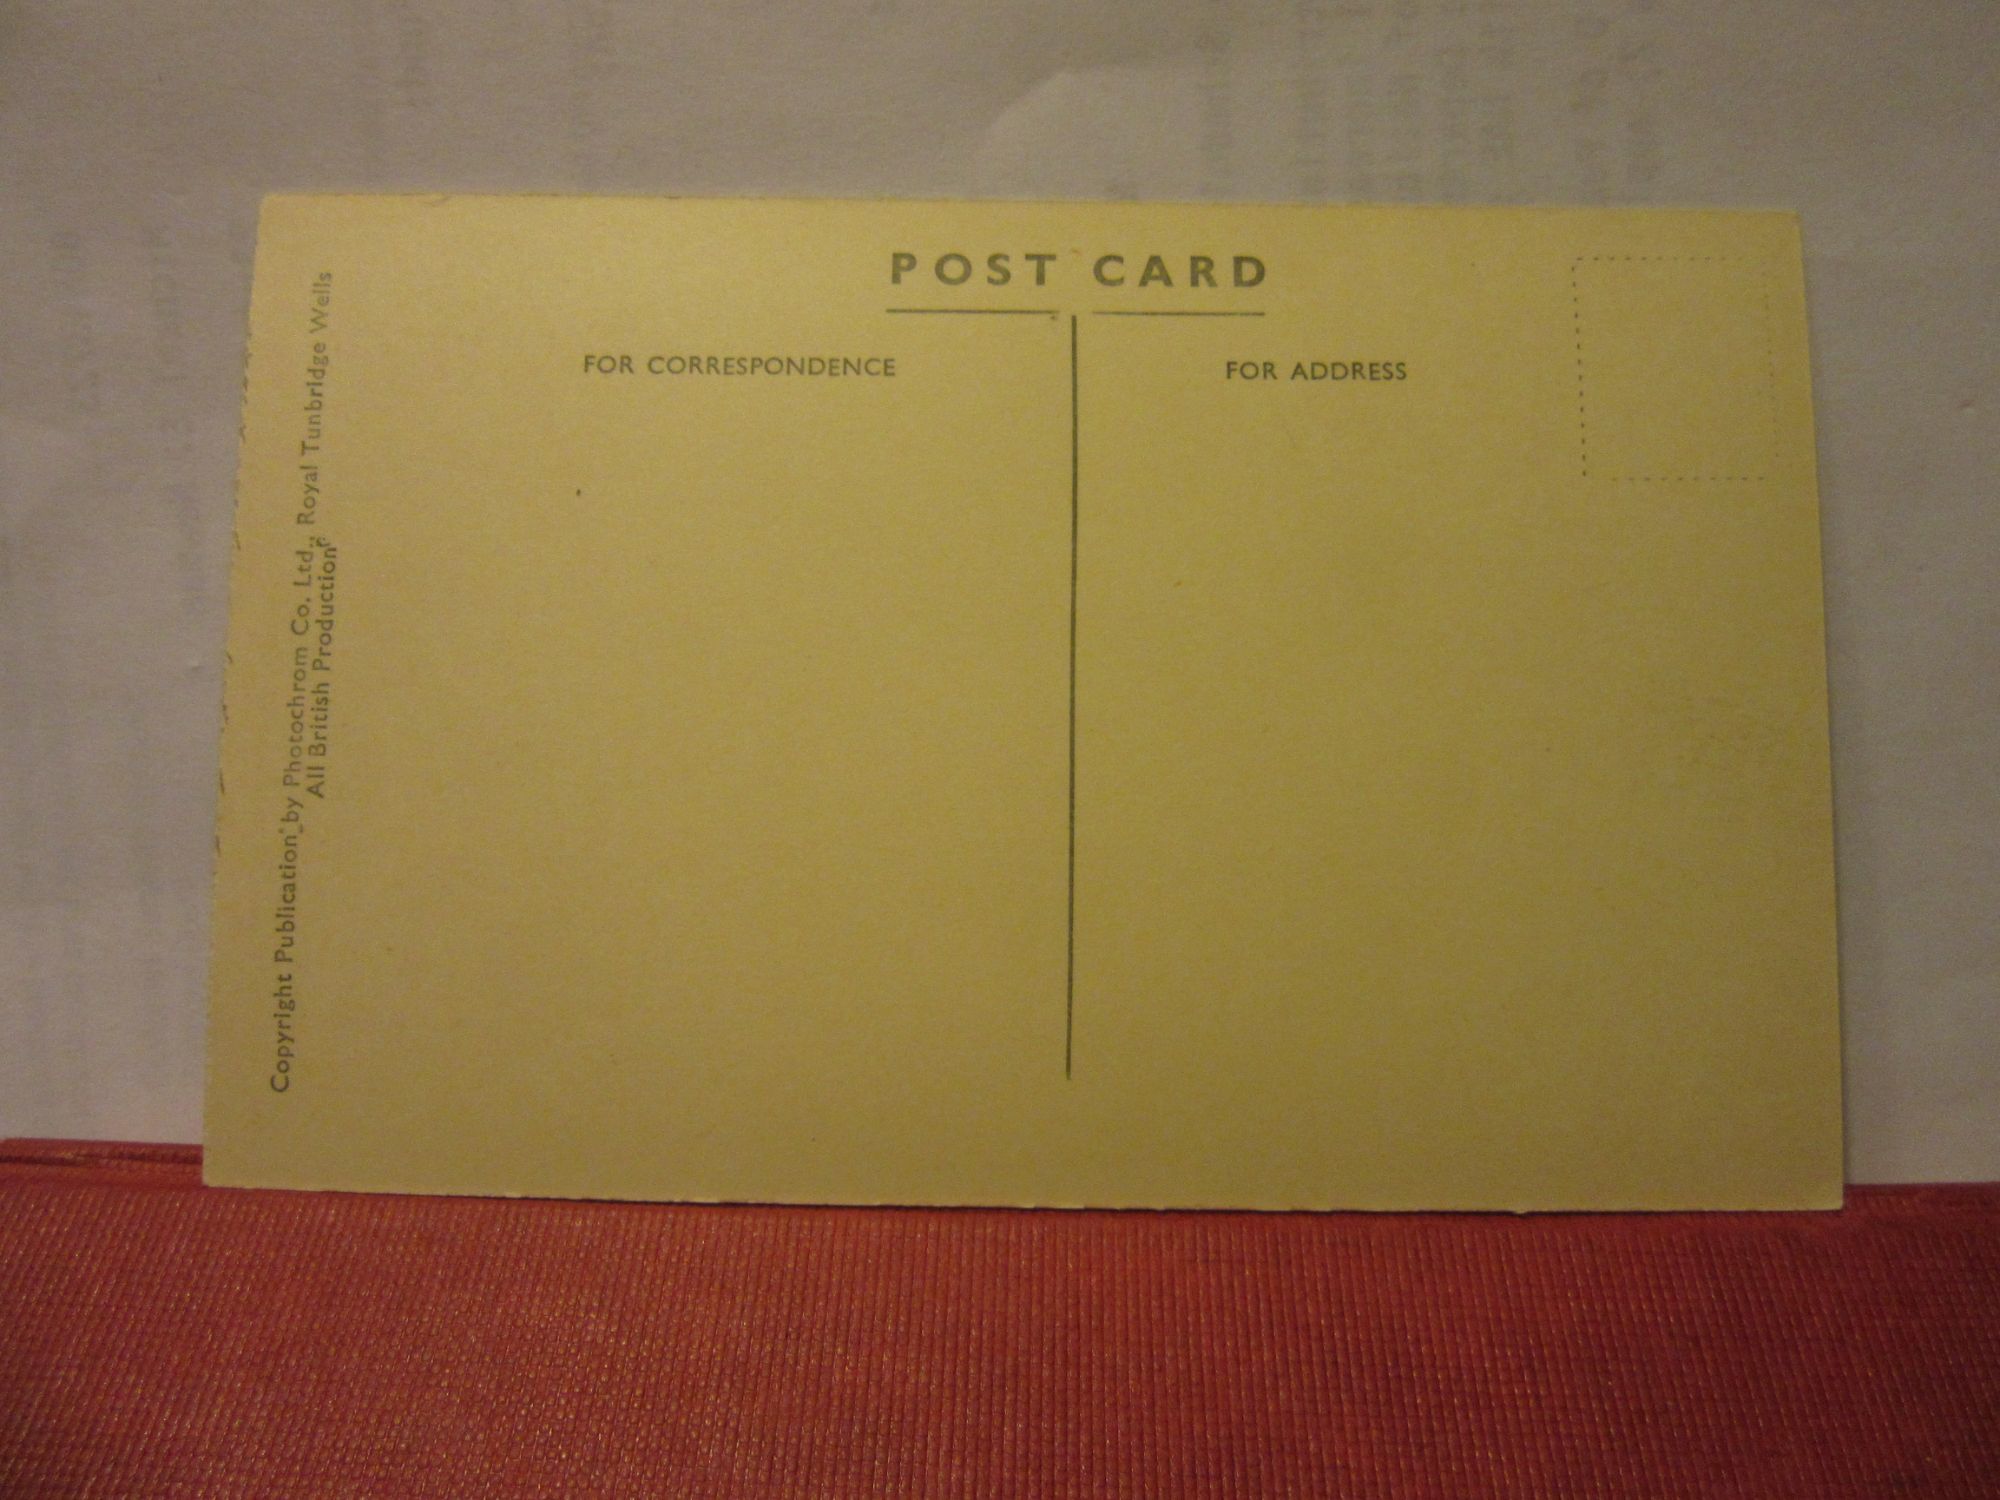 POST CARD
FOR CORRESPONDENCE
FOR ADDRESS
Copyright Publication by Photochrom Co. Ltd., Royal Tunbridge Wells
All British Production